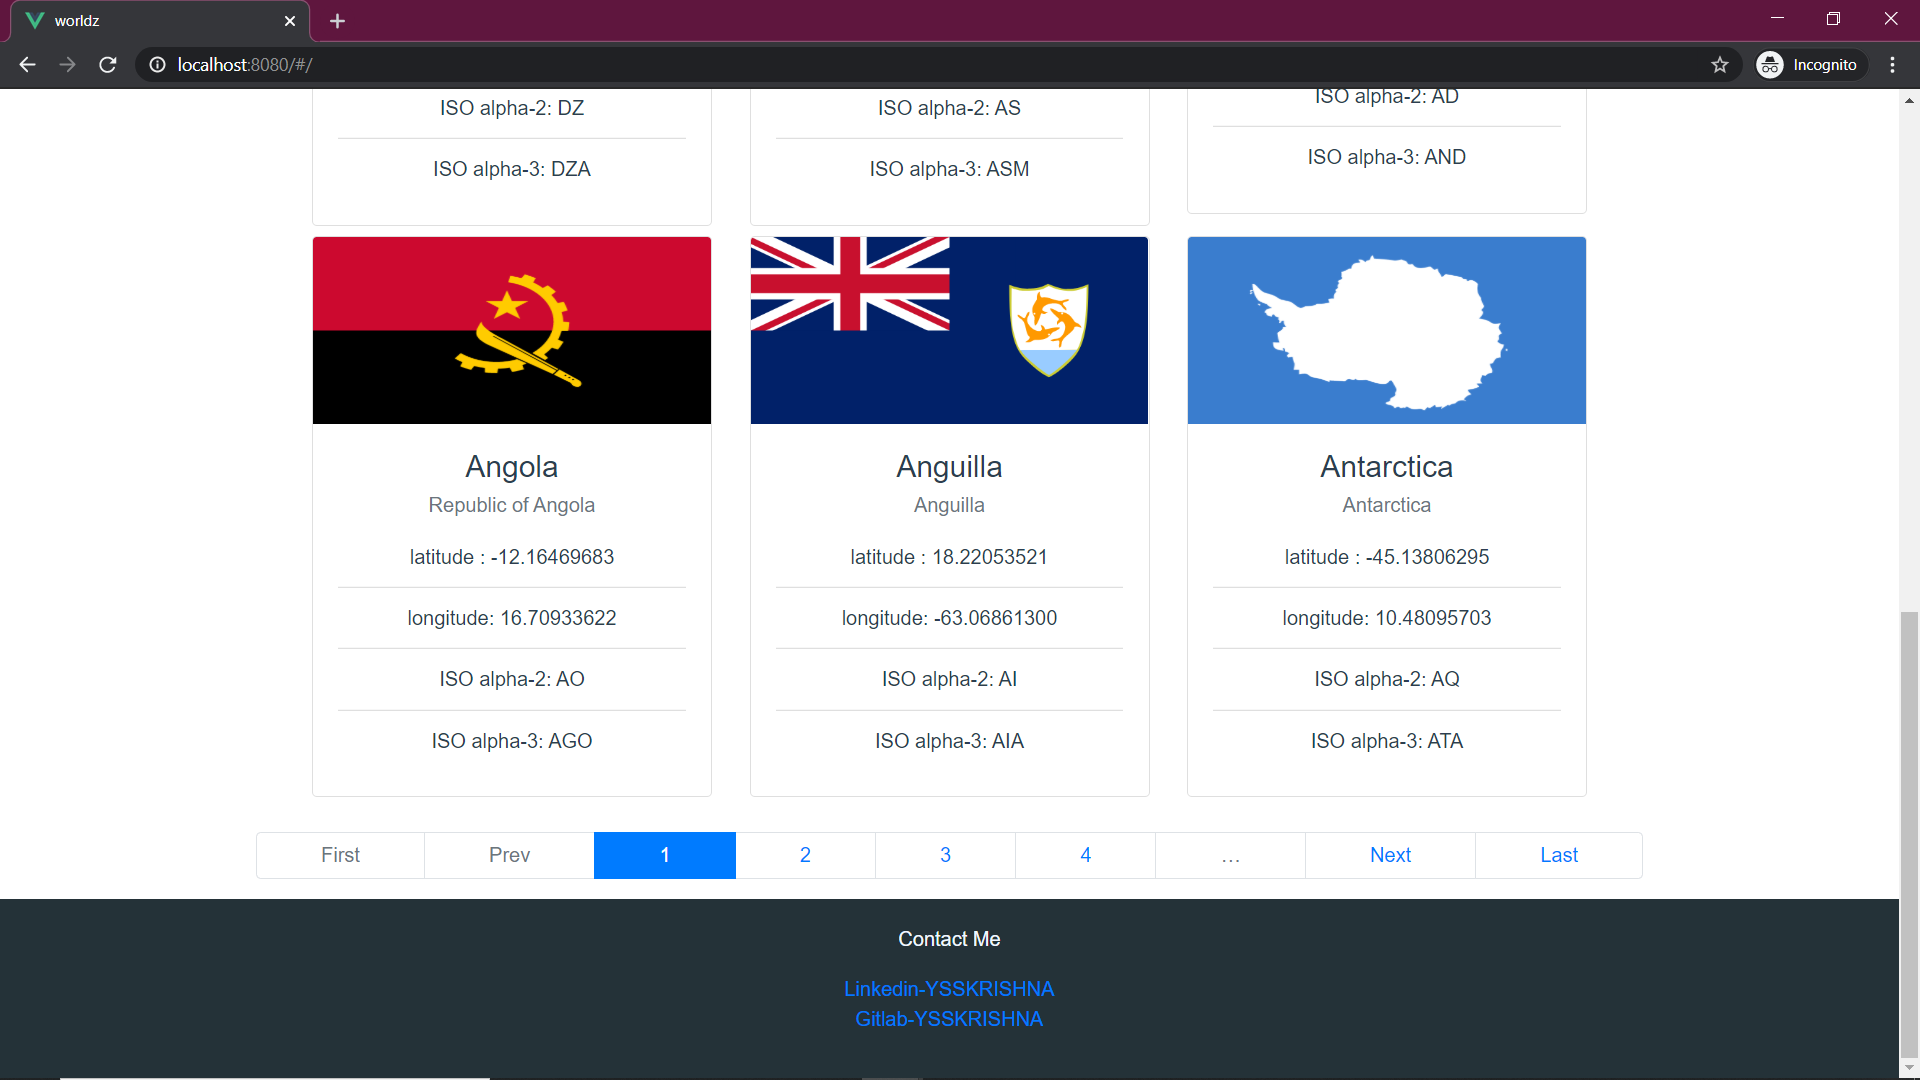 worldz
localhost:8080/#/
Incognito
ISO alpha-2: DZ
ISO alpha-3: DZA
ISO alpha-2: AS
ISO alpha-3: ASM
ISO alpha-2: AD
ISO alpha-3: AND
Angola
Republic of Angola
latitude : -12.16469683
longitude: 16.70933622
ISO alpha-2: AO
ISO alpha-3: AGO
Anguilla
Anguilla
latitude : 18.22053521
longitude: -63.06861300
ISO alpha-2: AI
ISO alpha-3: AIA
Antarctica
Antarctica
latitude : -45.13806295
longitude: 10.48095703
ISO alpha-2: AQ
ISO alpha-3: ATA
First Prev 1 2 3 4 … Next Last
Contact Me
Linkedin-YSSKRISHNA
Gitlab-YSSKRISHNA